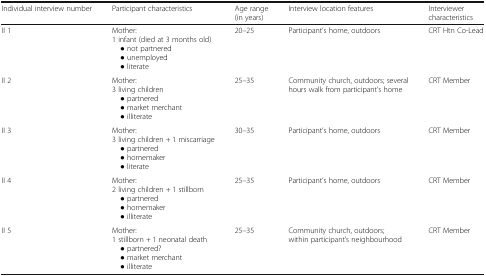 Individual interview number Participant characteristics Age range Interview location features Interviewer
(in years) characteristics
II 1 Mother: 20–25 Participant's home, outdoors CRT Htn Co-Lead
1 infant (died at 3 months old)
● not partnered
● unemployed
● literate
II 2 Mother: 25–35 Community church, outdoors; several CRT Member
3 living children hours walk from participant's home
● partnered
● market merchant
● illiterate
II 3 Mother: 30–35 Participant's home, outdoors CRT Member
3 living children + 1 miscarriage
● partnered
● homemaker
● literate
II 4 Mother: 25–35 Participant's home, outdoors CRT Member
2 living children + 1 stillborn
● partnered
● homemaker
● illiterate
II 5 Mother: 25–35 Community church, outdoors; CRT Member
1 stillborn + 1 neonatal death within participant's neighbourhood
● partnered?
● market merchant
● illiterate